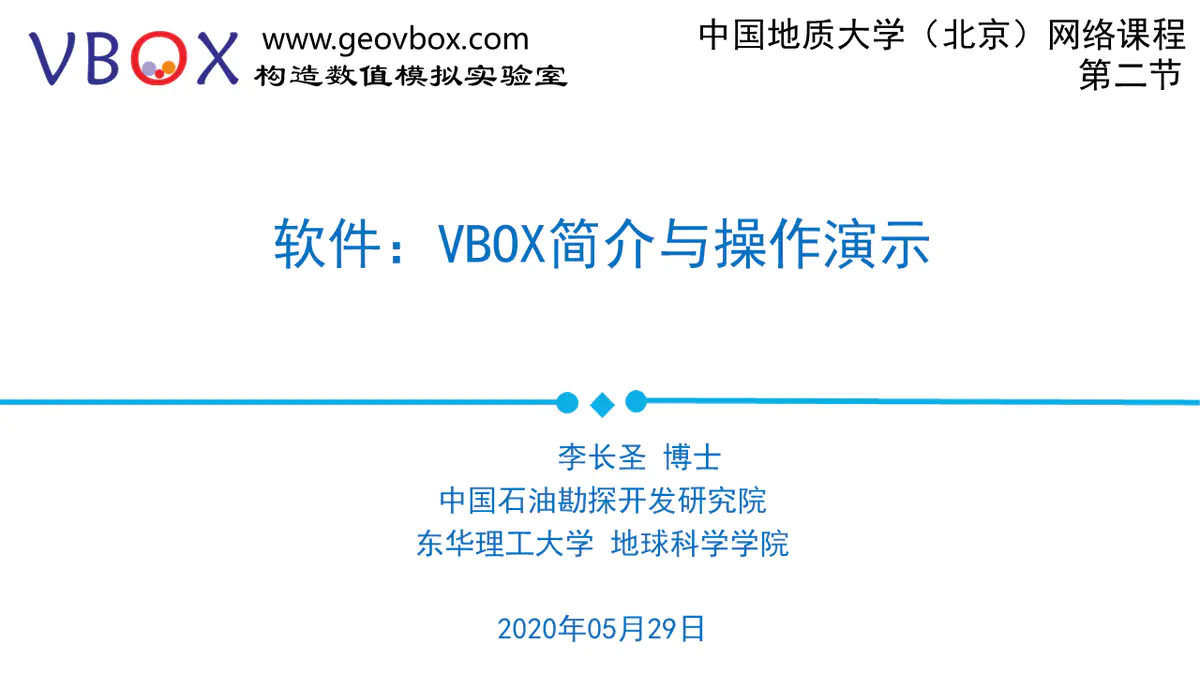 VBOX
www.geovbox.com
构造数值模拟实验室
中国地质大学（北京）网络课程
第二节
软件：VBOX简介与操作演示
李长圣 博士
中国石油勘探开发研究院
东华理工大学 地球科学学院
2020年05月29日